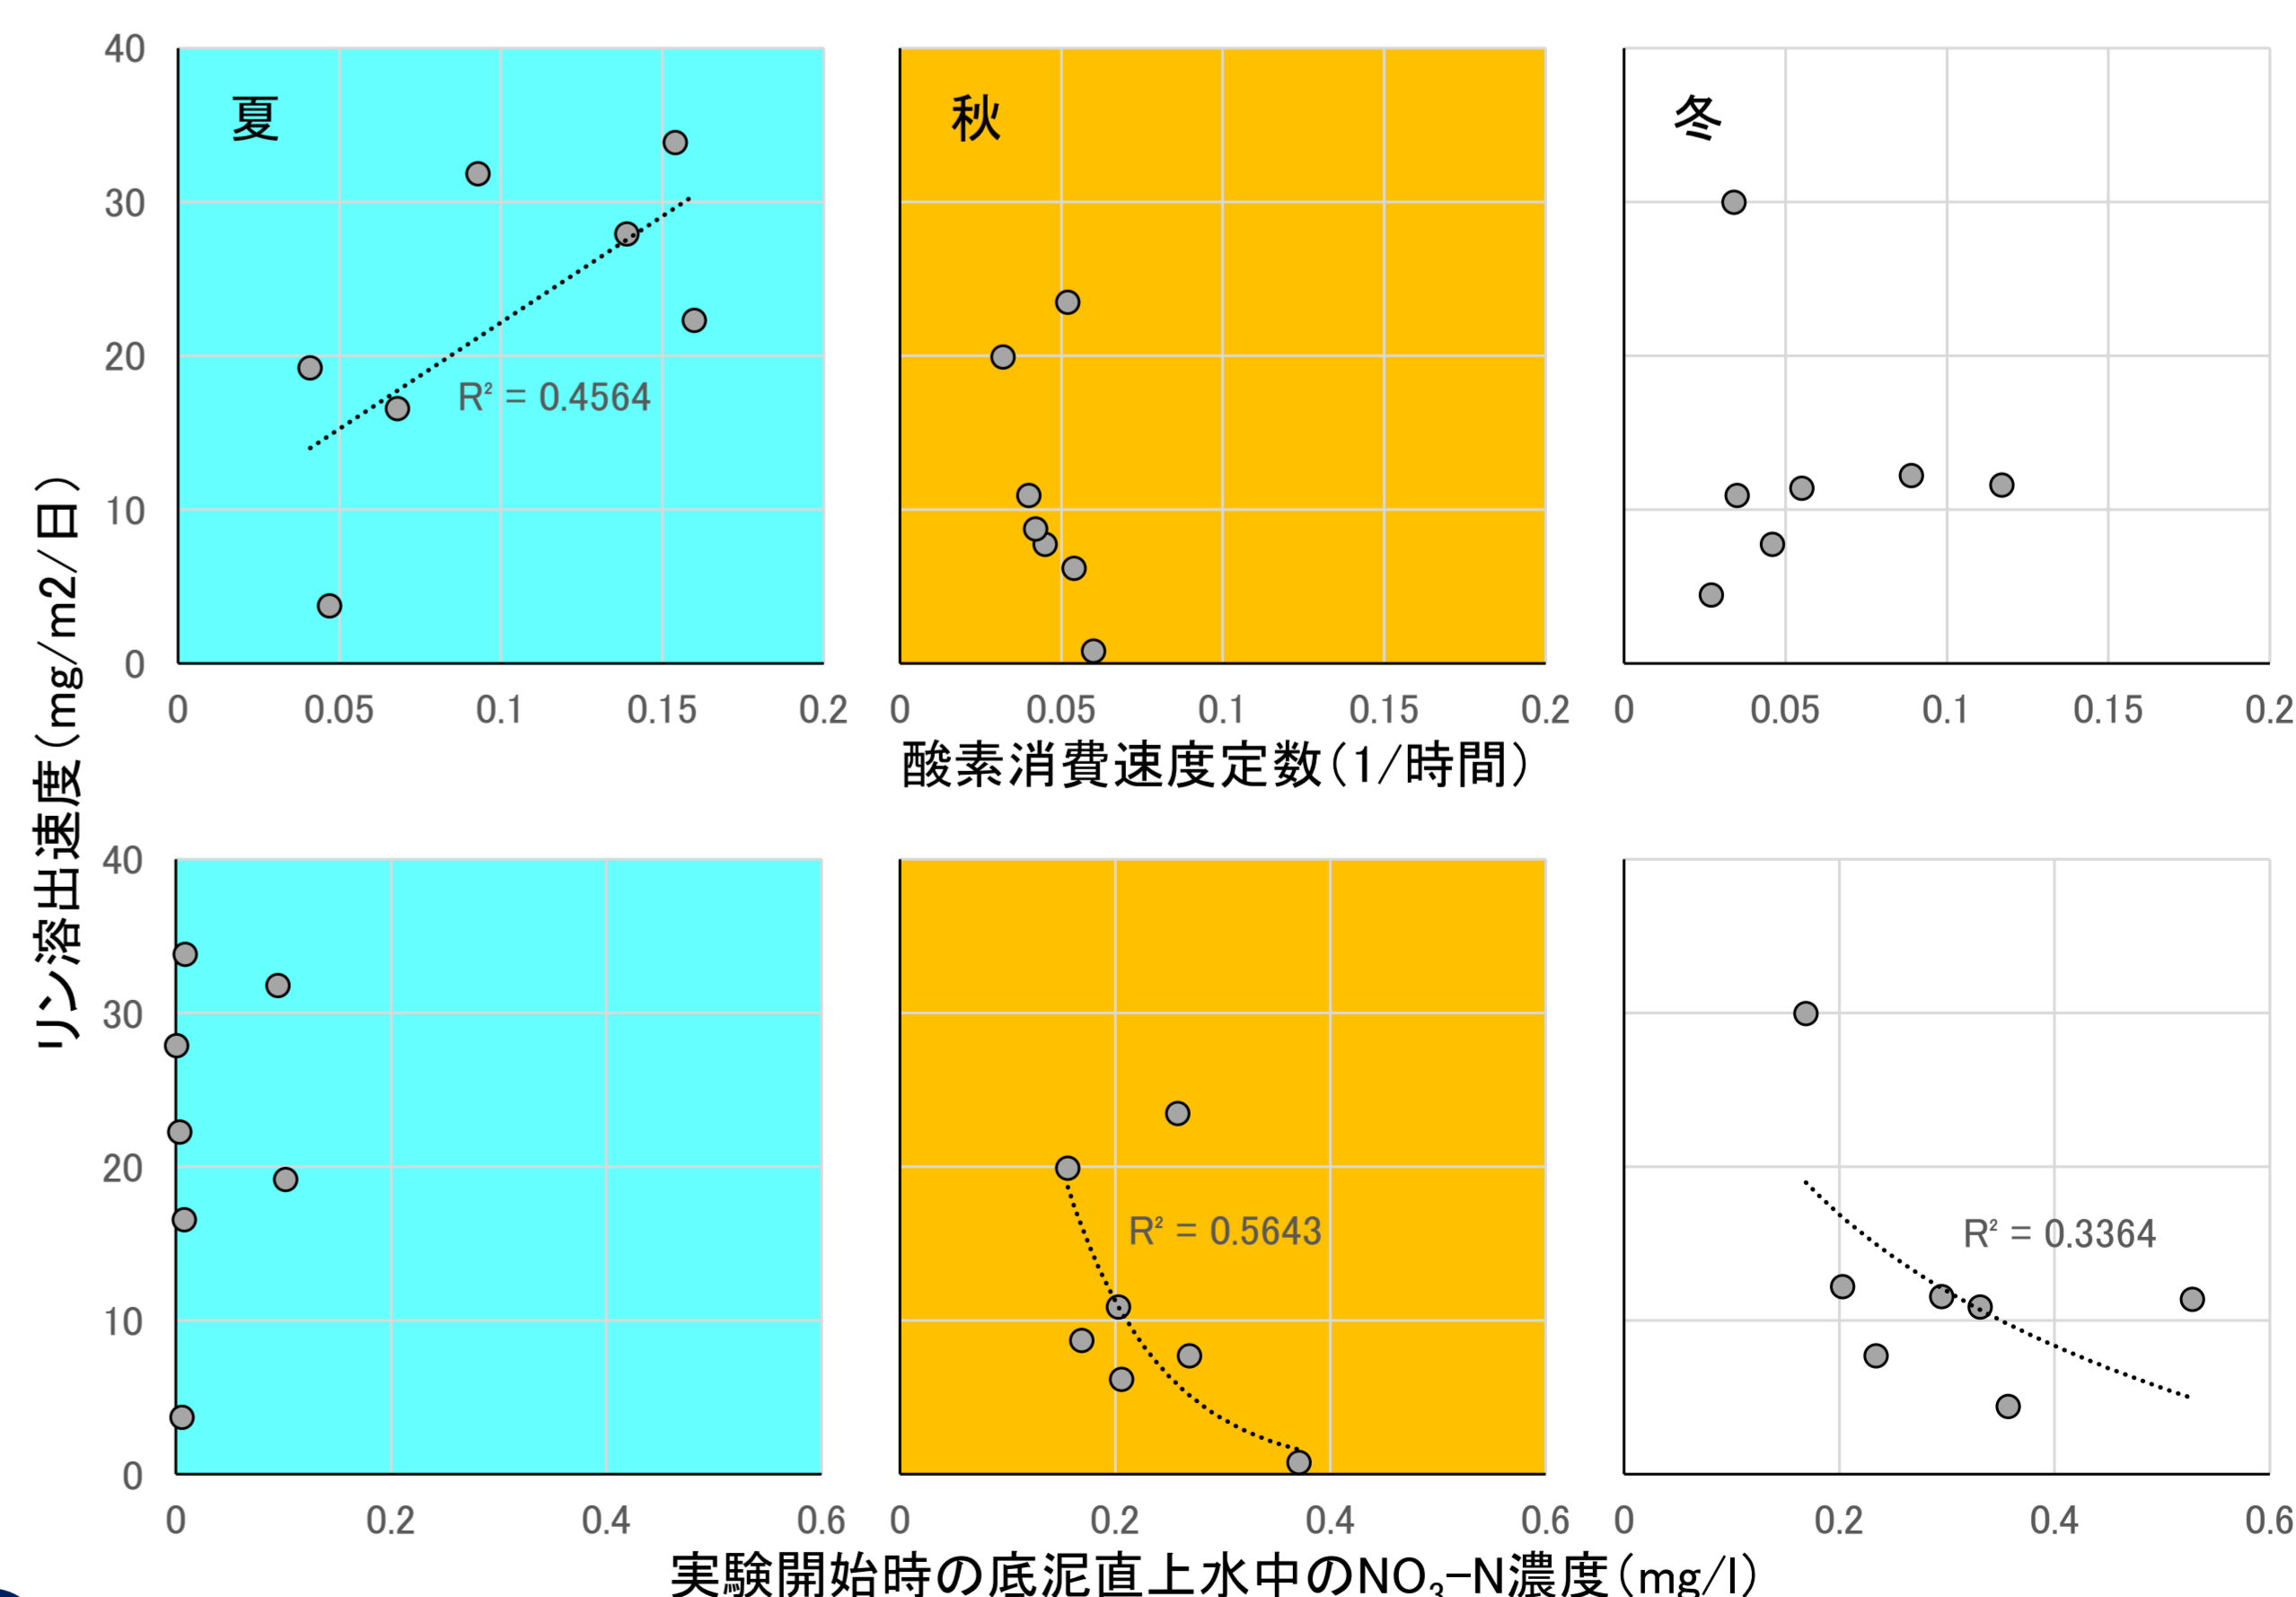 リン溶出速度(mg/m2/日)
40
30
20
10
0
夏
R² = 0.4564
0 0.05 0.1 0.15 0.2
秋
0 0.05 0.1 0.15 0.2
冬
0 0.05 0.1 0.15 0.2
酸素消費速度定数(1/時間)
40
30
20
10
0
0 0.2 0.4 0.6
R² = 0.5643
0 0.2 0.4 0.6
R² = 0.3364
0 0.2 0.4 0.6
実験開始時の底泥直上水中のNO₃-N濃度(mg/l)